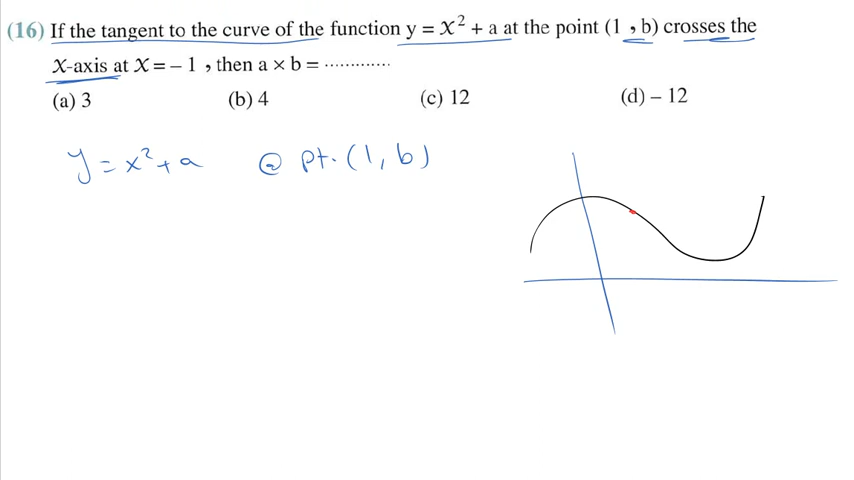 (16) If the tangent to the curve of the function y = x² + a at the point (1 , b) crosses the
X-axis at X = – 1 , then a × b = .............
(a) 3 (b) 4 (c) 12 (d) – 12
y = x² + a @ pt. (1, b)